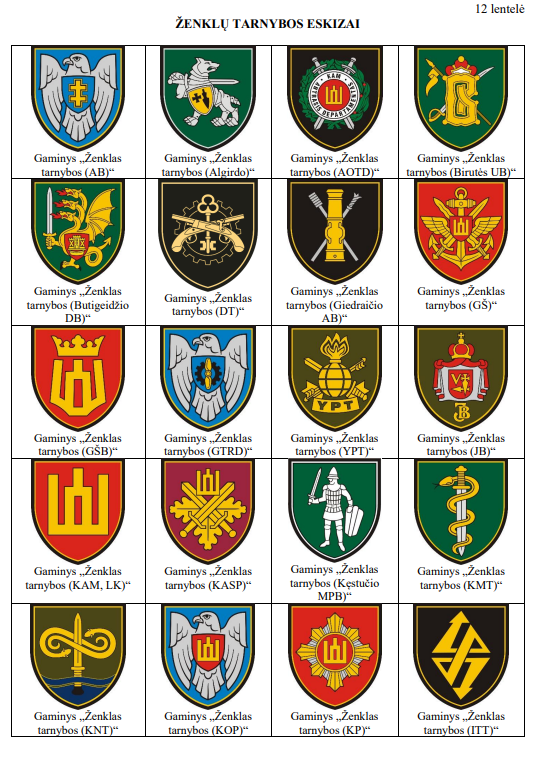 12 lentelė
ŽENKLŲ TARNYBOS ESKIZAI
KAM
ANTRASIS DEPARTAMENTAS
Gaminys „Ženklas
tarnybos (AB)“
Gaminys „Ženklas
tarnybos (Algirdo)“
Gaminys „Ženklas
tarnybos (AOTD)“
Gaminys „Ženklas
tarnybos (Birutės UB)“
Gaminys „Ženklas
tarnybos (Butigeidžio
DB)“
Gaminys „Ženklas
tarnybos (DT)“
Gaminys „Ženklas
tarnybos (Giedraičio
AB)“
Gaminys „Ženklas
tarnybos (GŠ)“
YPT
Gaminys „Ženklas
tarnybos (GŠB)“
Gaminys „Ženklas
tarnybos (GTRD)“
Gaminys „Ženklas
tarnybos (YPT)“
Gaminys „Ženklas
tarnybos (JB)“
Gaminys „Ženklas
tarnybos (KAM, LK)“
Gaminys „Ženklas
tarnybos (KASP)“
Gaminys „Ženklas
tarnybos (Kęstučio
MPB)“
Gaminys „Ženklas
tarnybos (KMT)“
Gaminys „Ženklas
tarnybos (KNT)“
Gaminys „Ženklas
tarnybos (KOP)“
Gaminys „Ženklas
tarnybos (KP)“
Gaminys „Ženklas
tarnybos (ITT)“